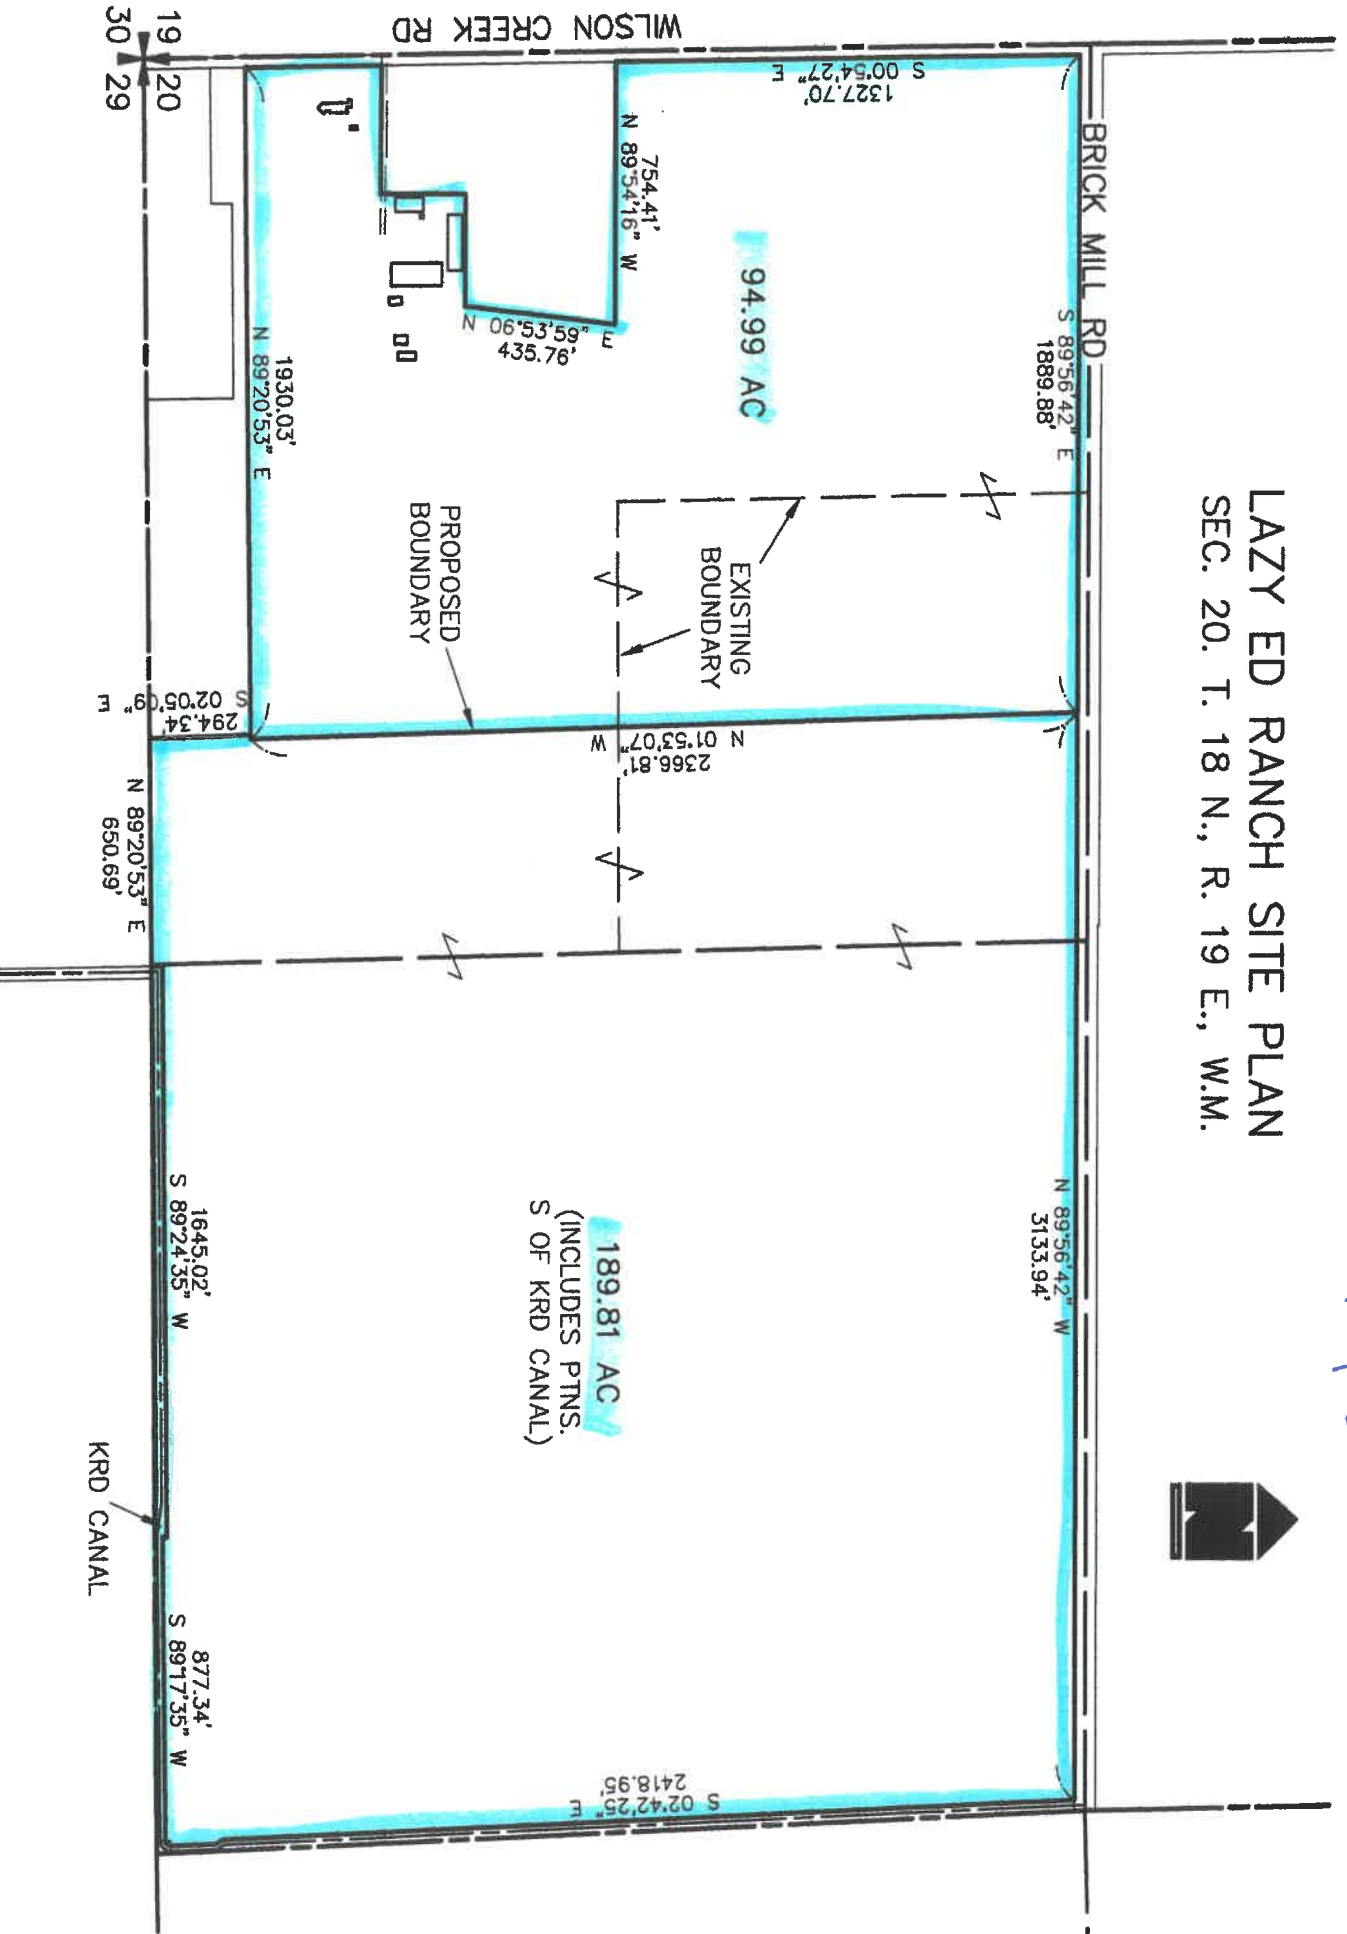 LAZY ED RANCH SITE PLAN
SEC. 20. T. 18 N., R. 19 E., W.M.
N
BRICK MILL RD
S 89°56'42" E
1889.88'
N 89°56'42" W
3133.94'
WILSON CREEK RD
S 00°54'27" E
1327.70'
94.99 AC
754.41'
N 89°54'16" W
N 06°53'59" E
435.76'
EXISTING
BOUNDARY
PROPOSED
BOUNDARY
N 01°53'07" W
2366.81'
189.81 AC
(INCLUDES PTNS.
S OF KRD CANAL)
S 02°42'25" E
2418.95'
1930.03'
N 89°20'53" E
S 02°05'09" E
294.34'
N 89°20'53" E
650.69'
1645.02'
S 89°24'35" W
877.34'
S 89°17'35" W
KRD CANAL
19 20
30 29